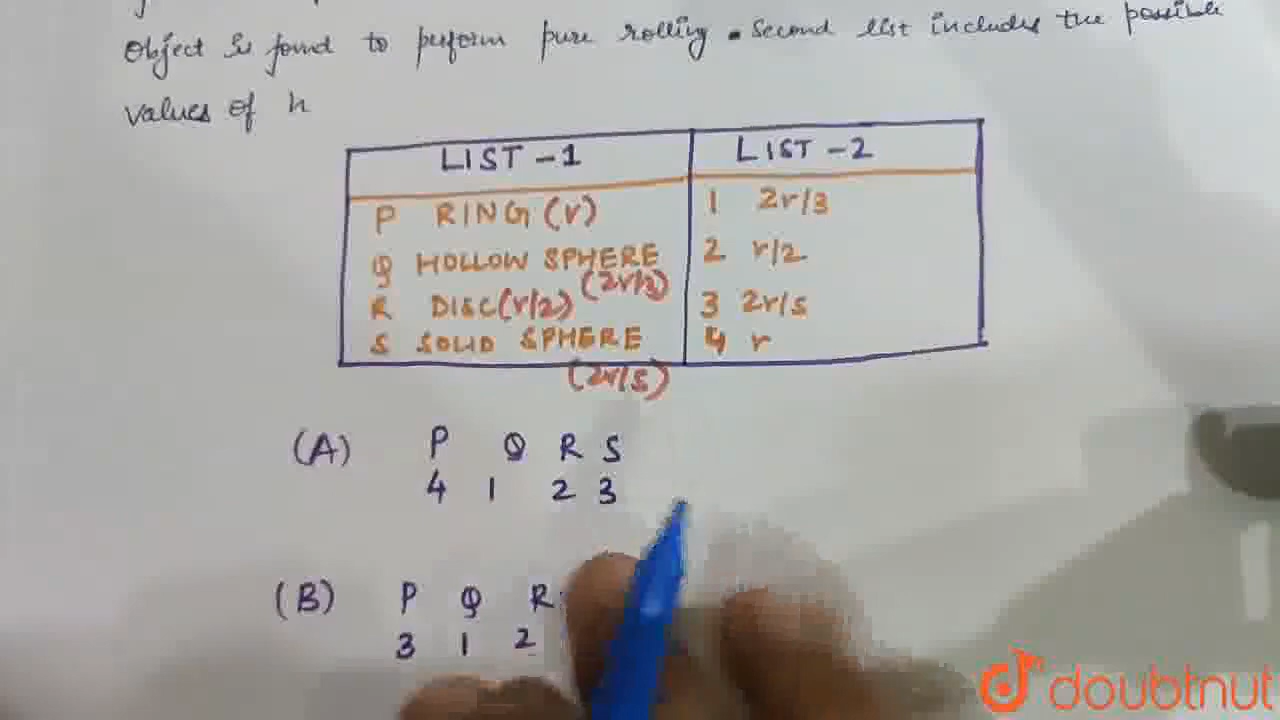 object is found to perform pure rolling . Second list includes the possible
values of h
LIST -1 LIST -2
P RING (r) 1 2r/3
Q HOLLOW SPHERE 2 r/2
(2r/3)
R DISC (r/2) 3 2r/5
S SOLID SPHERE 4 r
(2r/5)
(A) P Q R S
4 1 2 3
(B) P Q R
3 1 2
doubtnut